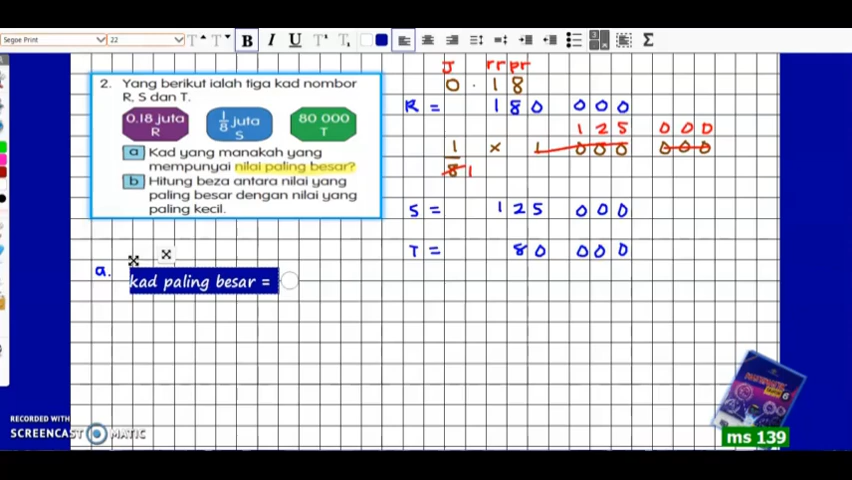 Segoe Print 22 B I U
2. Yang berikut ialah tiga kad nombor
R, S dan T.
0.18 juta
R
1/8 juta
S
80 000
T
a Kad yang manakah yang
mempunyai nilai paling besar?
b Hitung beza antara nilai yang
paling besar dengan nilai yang
paling kecil.
J rr pr
0 . 1 8
R = 1 8 0 0 0 0
1 2 5 0 0 0
1/8 1 × 1 0 0 0 0 0 0
S = 1 2 5 0 0 0
T = 8 0 0 0 0
a. kad paling besar =
RECORDED WITH
SCREENCAST MATIC
6
ms 139